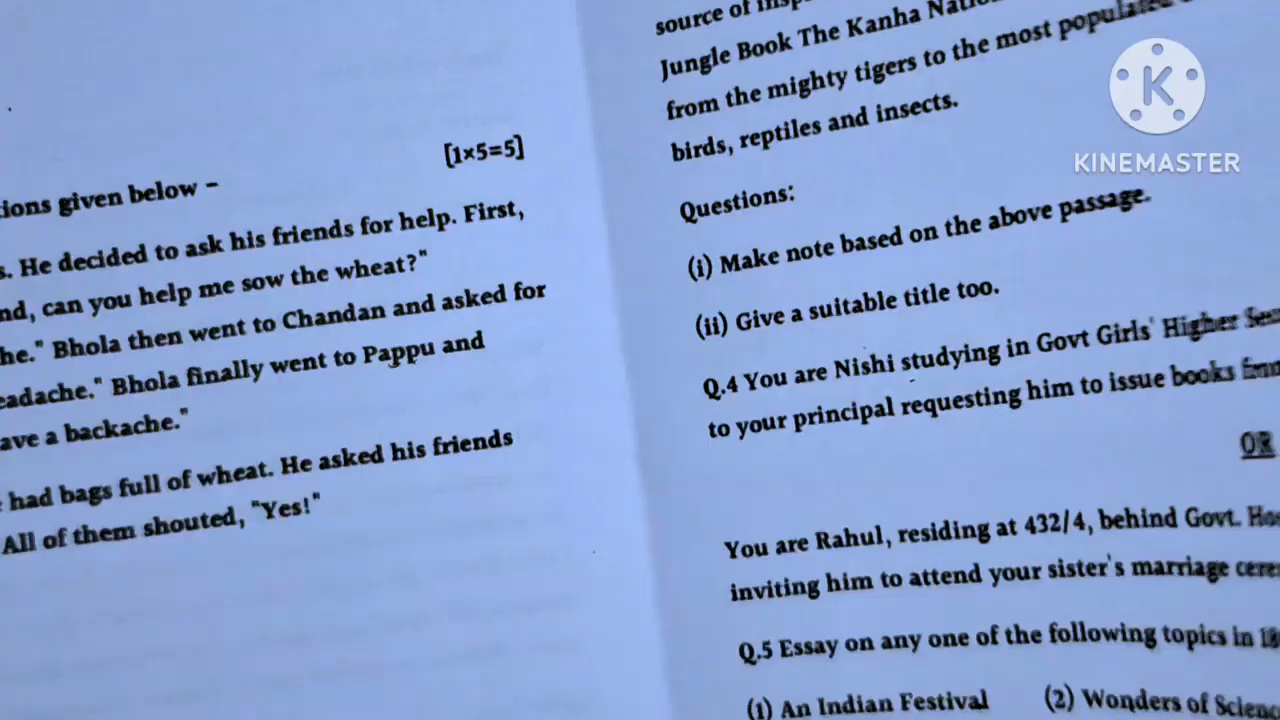 [1×5=5]
ions given below –
s. He decided to ask his friends for help. First,
nd, can you help me sow the wheat?"
he." Bhola then went to Chandan and asked for
eadache." Bhola finally went to Pappu and
ave a backache."
had bags full of wheat. He asked his friends
All of them shouted, "Yes!"
source of
Jungle Book The Kanha
from the mighty tigers to the most populated
birds, reptiles and insects.
Questions:
(i) Make note based on the above passage.
(ii) Give a suitable title too.
Q.4 You are Nishi studying in Govt Girls' Higher
to your principal requesting him to issue books from
OR
You are Rahul, residing at 432/4, behind Govt.
inviting him to attend your sister's marriage
Q.5 Essay on any one of the following topics in
(1) An Indian Festival (2) Wonders of
KINEMASTER